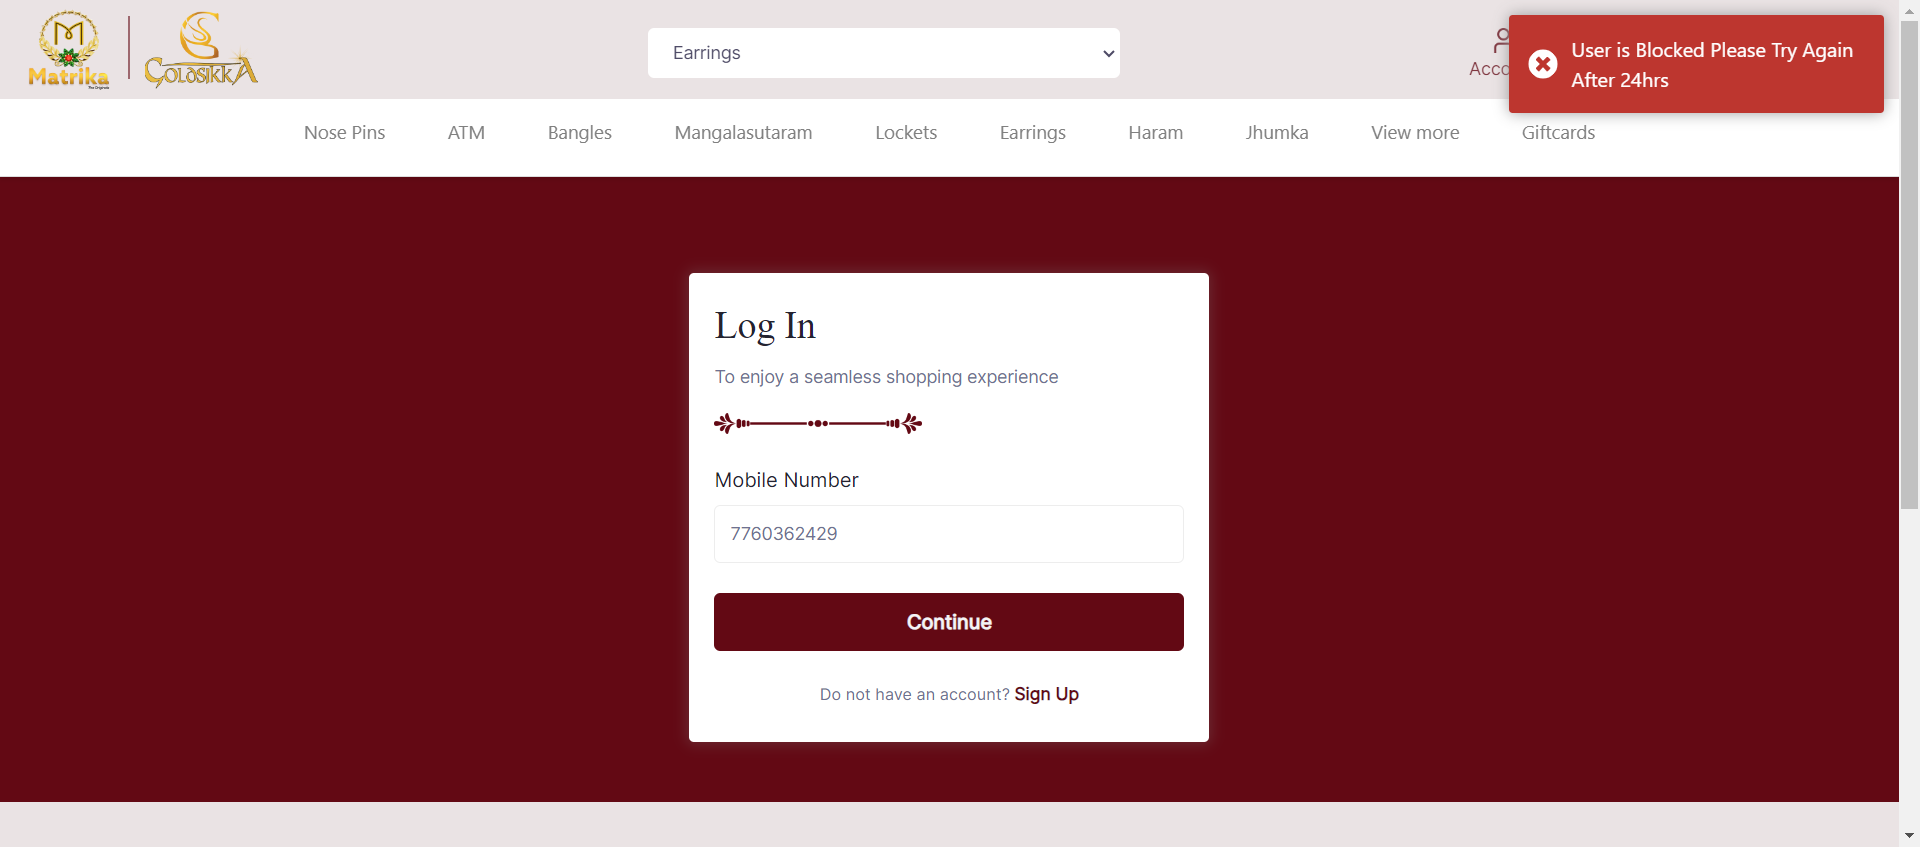 Matrika
GOLDSIKKA
Earrings
Acco
User is Blocked Please Try Again
After 24hrs
Nose Pins ATM Bangles Mangalasutaram Lockets Earrings Haram Jhumka View more Giftcards
Log In
To enjoy a seamless shopping experience
Mobile Number
7760362429
Continue
Do not have an account? Sign Up